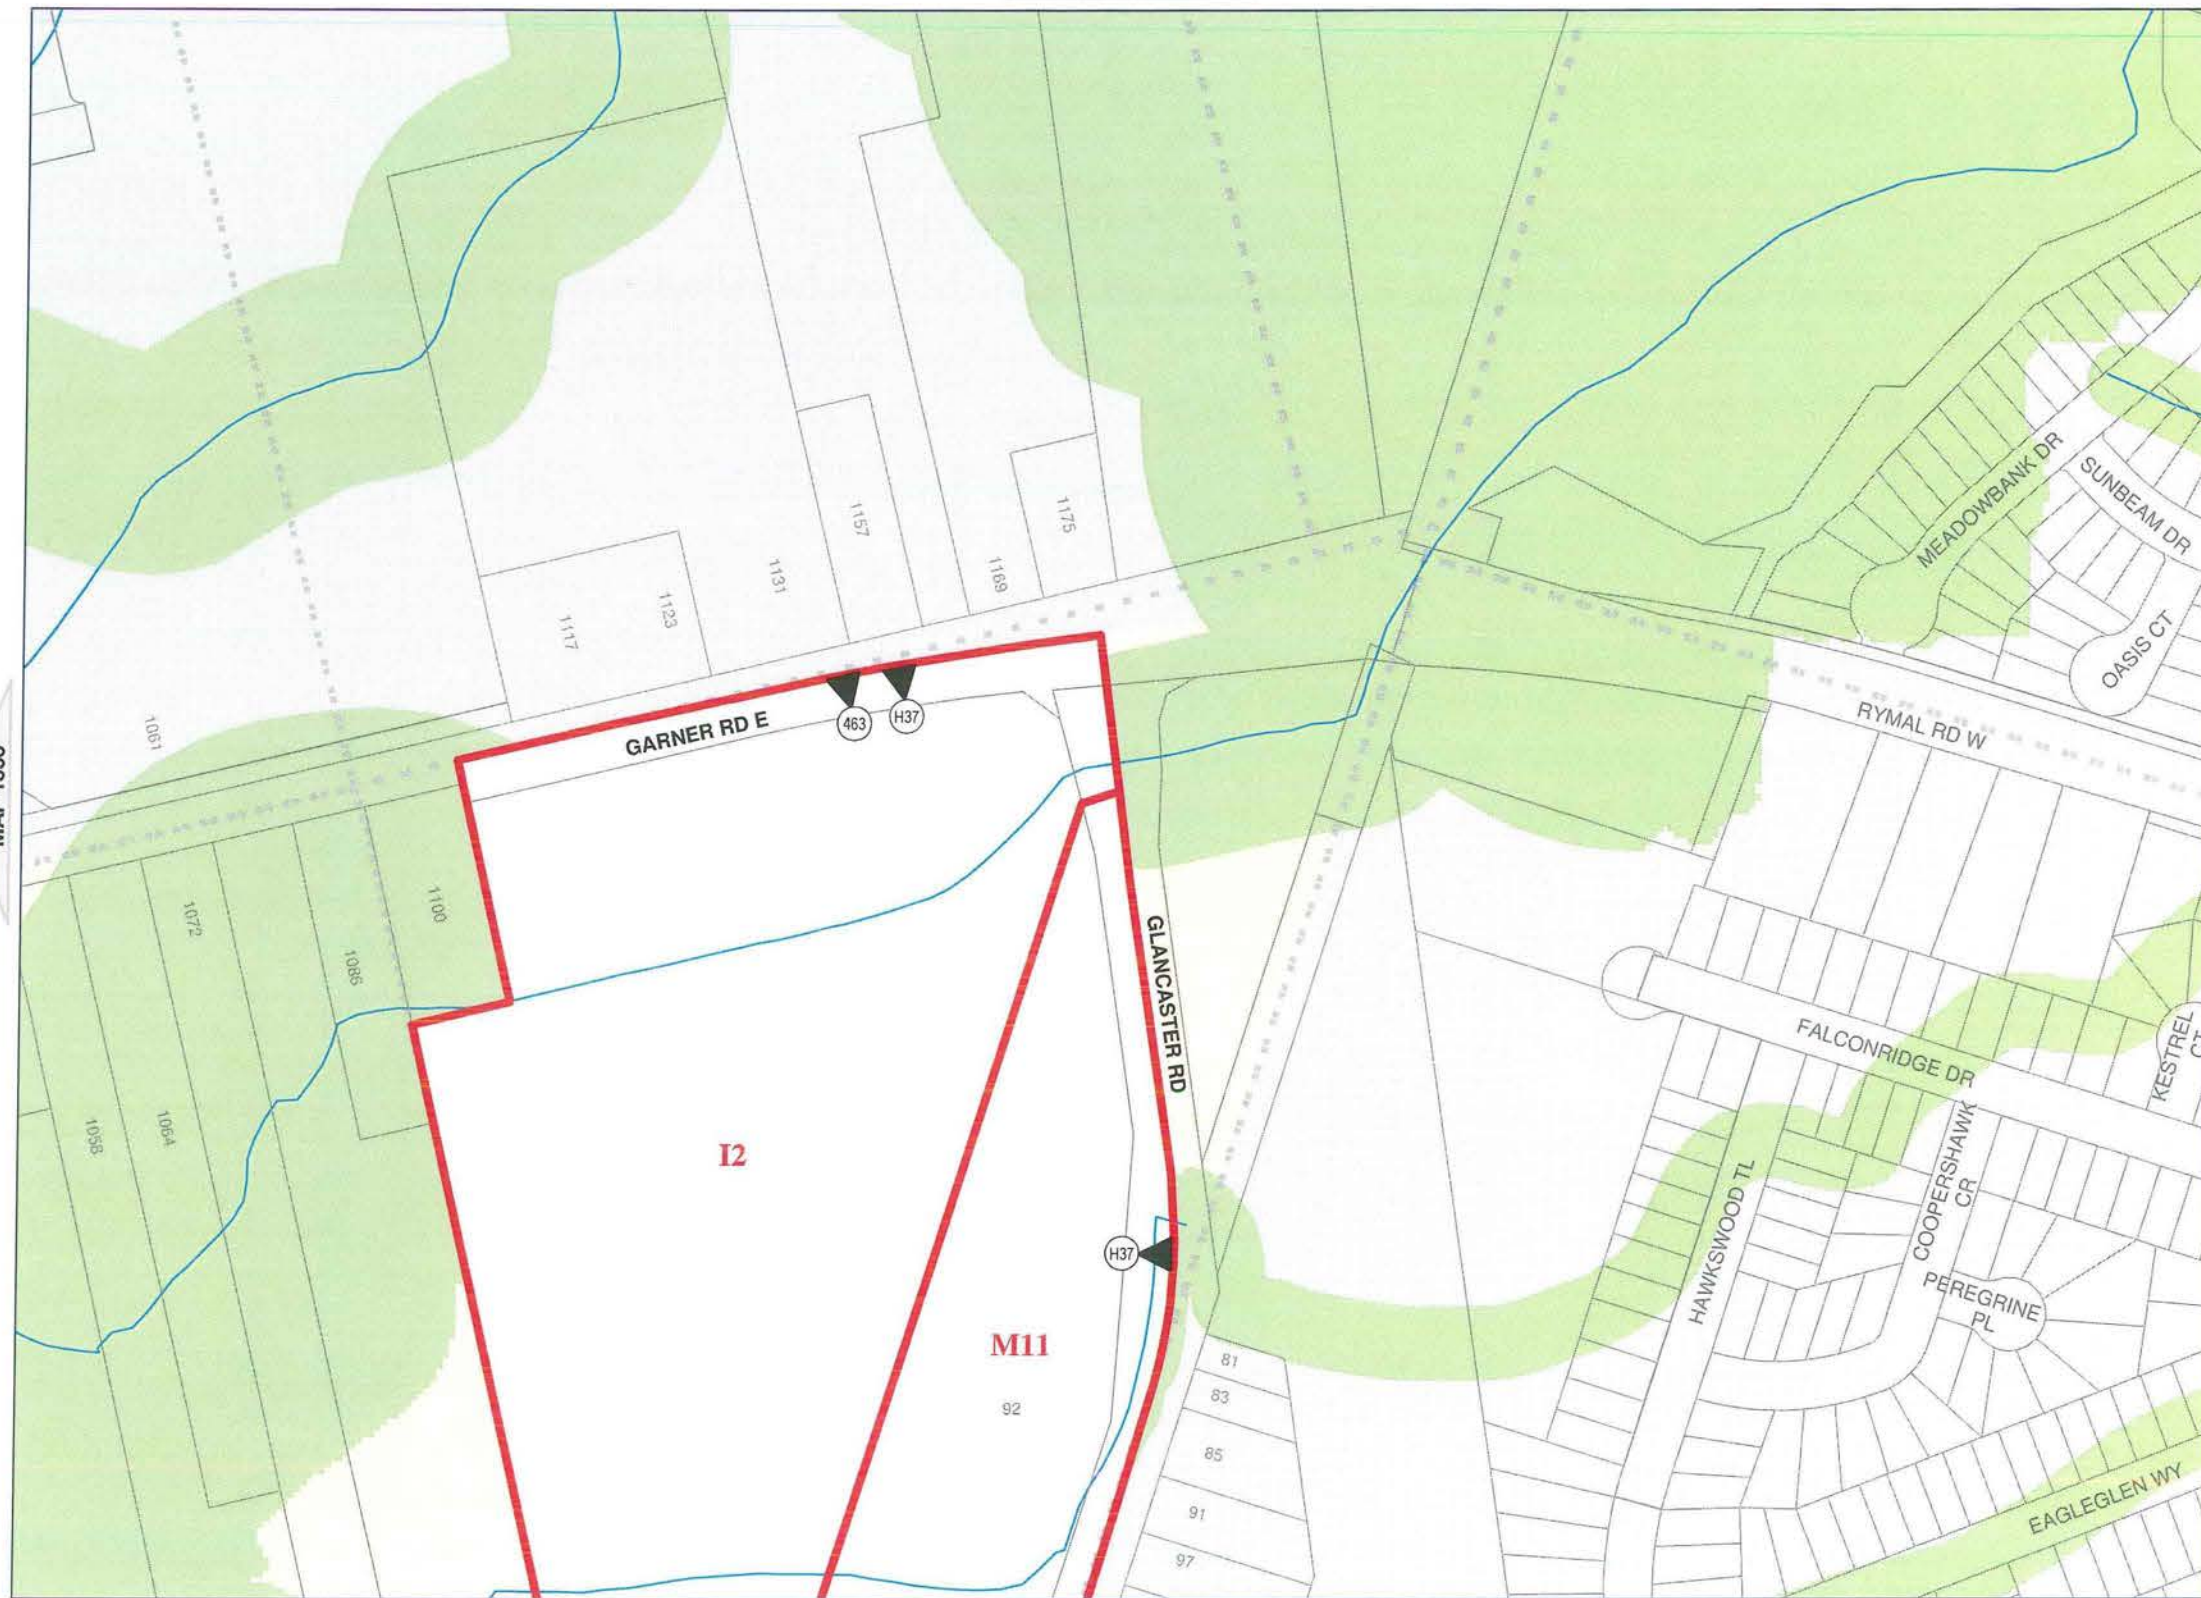 MEADOWBANK DR
SUNBEAM DR
1157
1175
1131
1169
1123
1117
OASIS CT
1061
GARNER RD E
463
H37
RYMAL RD W
1100
1072
1086
GLANCASTER RD
FALCONRIDGE DR
KESTREL
CT
1058
1064
I2
COOPERSHAWK
CR
HAWKSWOOD TL
H37
PEREGRINE
PL
M11
81
83
92
85
91
97
EAGLEGLEN WY